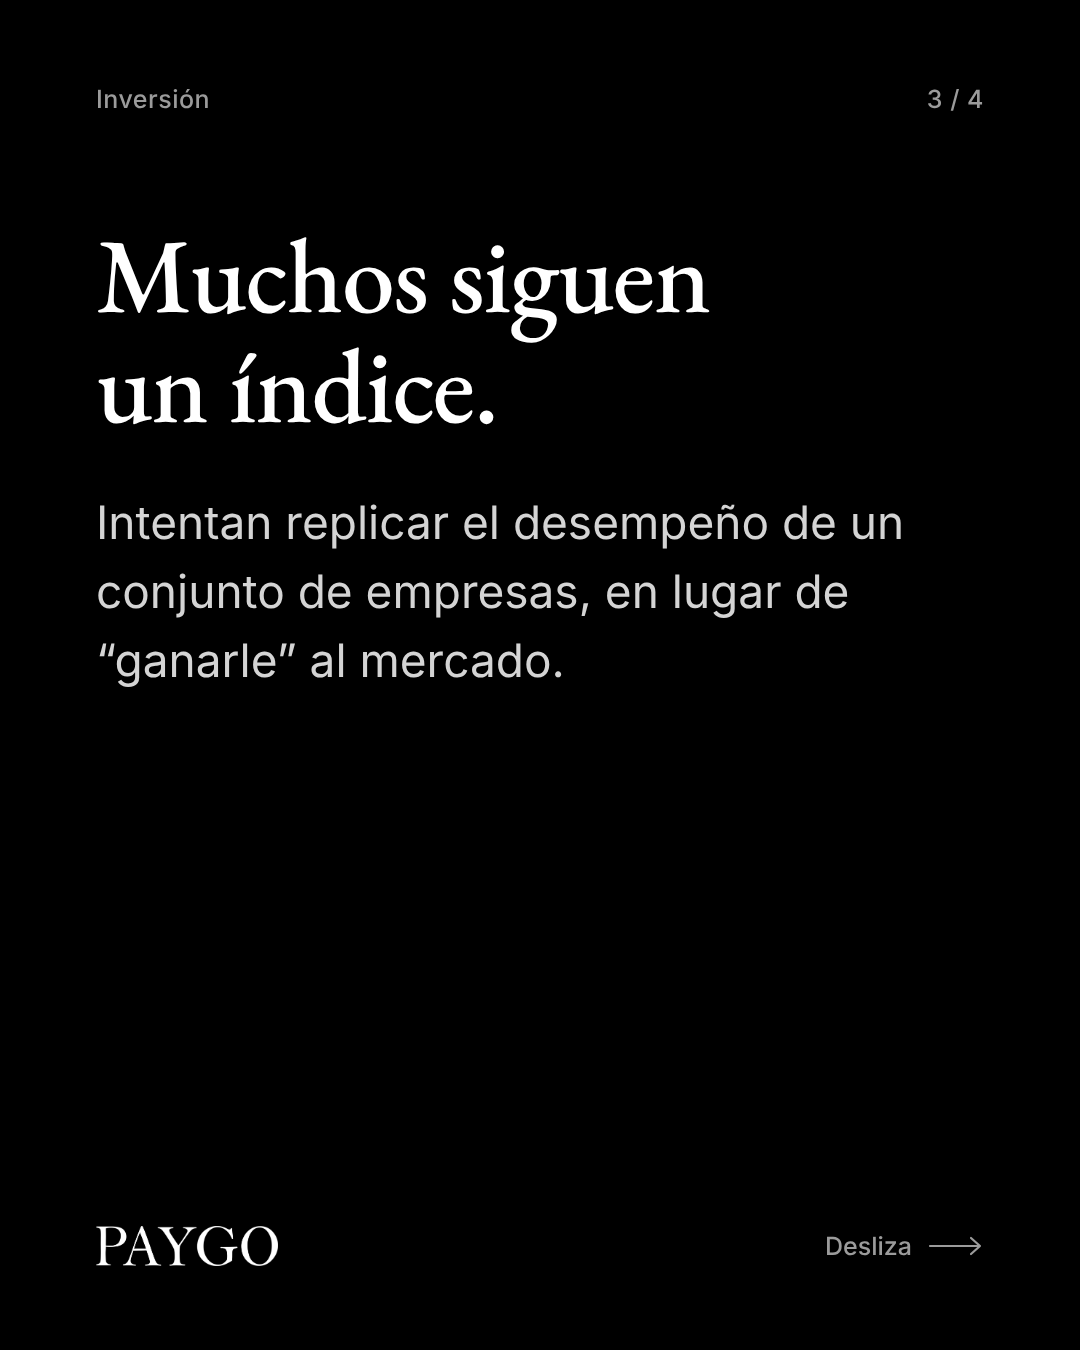 Inversión
3 / 4
Muchos siguen
un índice.
Intentan replicar el desempeño de un
conjunto de empresas, en lugar de
“ganarle” al mercado.
PAYGO
Desliza